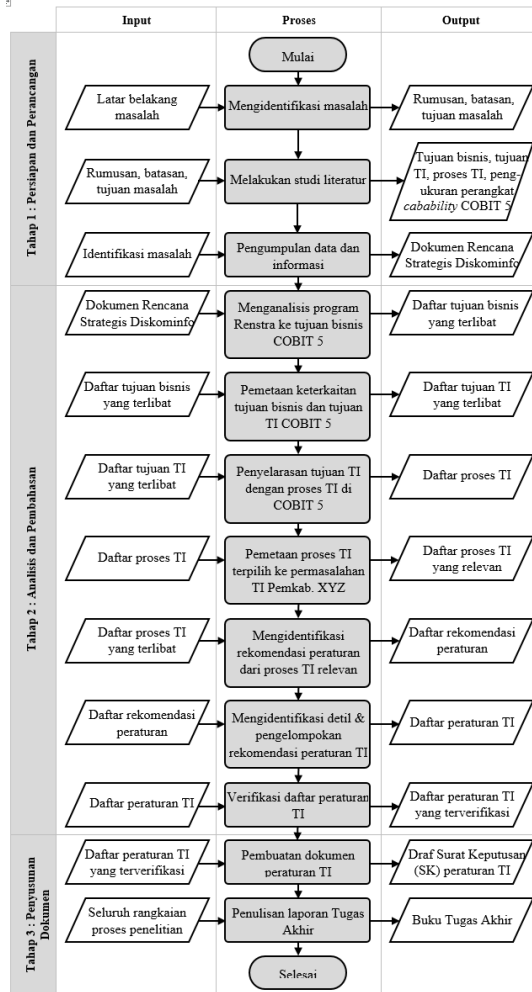 Input
Proses
Output
Tahap 1 : Persiapan dan Perancangan
Mulai
Latar belakang
masalah
Mengidentifikasi masalah
Rumusan, batasan,
tujuan masalah
Rumusan, batasan,
tujuan masalah
Melakukan studi literatur
Tujuan bisnis, tujuan
TI, proses TI, peng-
ukuran perangkat
cabability COBIT 5
Identifikasi masalah
Pengumpulan data dan
informasi
Dokumen Rencana
Strategis Diskominfo
Tahap 2 : Analisis dan Pembahasan
Dokumen Rencana
Strategis Diskominfo
Menganalisis program
Renstra ke tujuan bisnis
COBIT 5
Daftar tujuan bisnis
yang terlibat
Daftar tujuan bisnis
yang terlibat
Pemetaan keterkaitan
tujuan bisnis dan tujuan
TI COBIT 5
Daftar tujuan TI
yang terlibat
Daftar tujuan TI
yang terlibat
Penyelarasan tujuan TI
dengan proses TI di
COBIT 5
Daftar proses TI
Daftar proses TI
Pemetaan proses TI
terpilih ke permasalahan
TI Pemkab. XYZ
Daftar proses TI
yang relevan
Daftar proses TI
yang terlibat
Mengidentifikasi
rekomendasi peraturan
dari proses TI relevan
Daftar rekomendasi
peraturan
Daftar rekomendasi
peraturan
Mengidentifikasi detil &
pengelompokan
rekomendasi peraturan TI
Daftar peraturan TI
Daftar peraturan TI
Verifikasi daftar peraturan
TI
Daftar peraturan TI
yang terverifikasi
Tahap 3 : Penyusunan
Dokumen
Daftar peraturan TI
yang terverifikasi
Pembuatan dokumen
peraturan TI
Draf Surat Keputusan
(SK) peraturan TI
Seluruh rangkaian
proses penelitian
Penulisan laporan Tugas
Akhir
Buku Tugas Akhir
Selesai